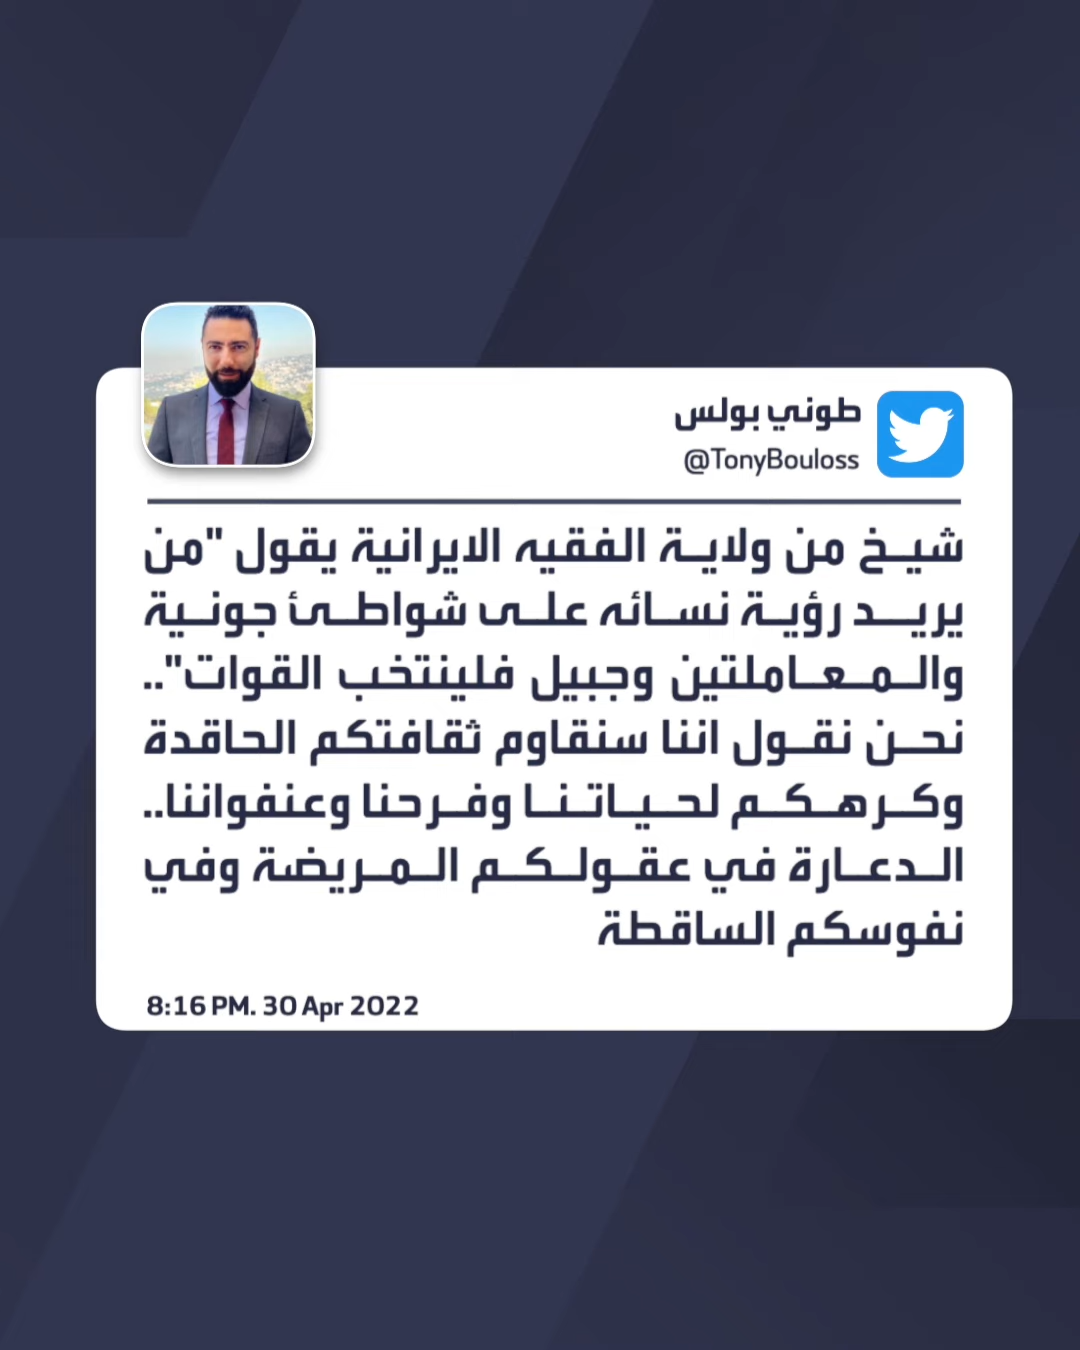 طوني بولس
@TonyBouloss
شيخ من ولاية الفقيه الايرانية يقول "من
يريد رؤية نسائه على شواطئ جونية
والمعاملتين وجبيل فلينتخب القوات"..
نحن نقول اننا سنقاوم ثقافتكم الحاقدة
وكرهكم لحياتنا وفرحنا وعنفواننا..
الدعارة في عقولكم المريضة وفي
نفوسكم الساقطة
8:16 PM. 30 Apr 2022